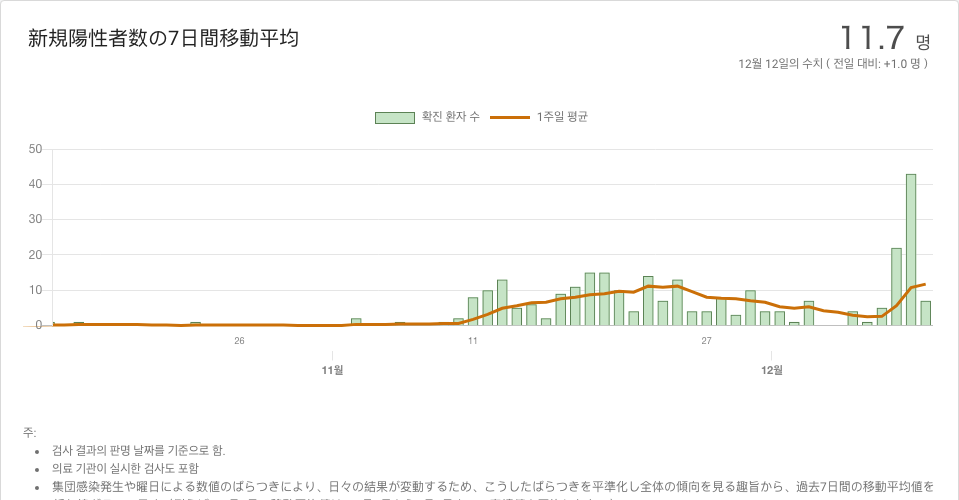 新規陽性者数の7日間移動平均
11.7 명
12월 12일의 수치 ( 전일 대비: +1.0 명 )
확진 환자 수 1주일 평균
50
40
30
20
10
0
26 11 27
11월 12월
주:
검사 결과의 판명 날짜를 기준으로 함.
의료 기관이 실시한 검사도 포함
集団感染発生や曜日による数値のばらつきにより、日々の結果が変動するため、こうしたばらつきを平準化し全体の傾向を見る趣旨から、過去7日間の移動平均値を